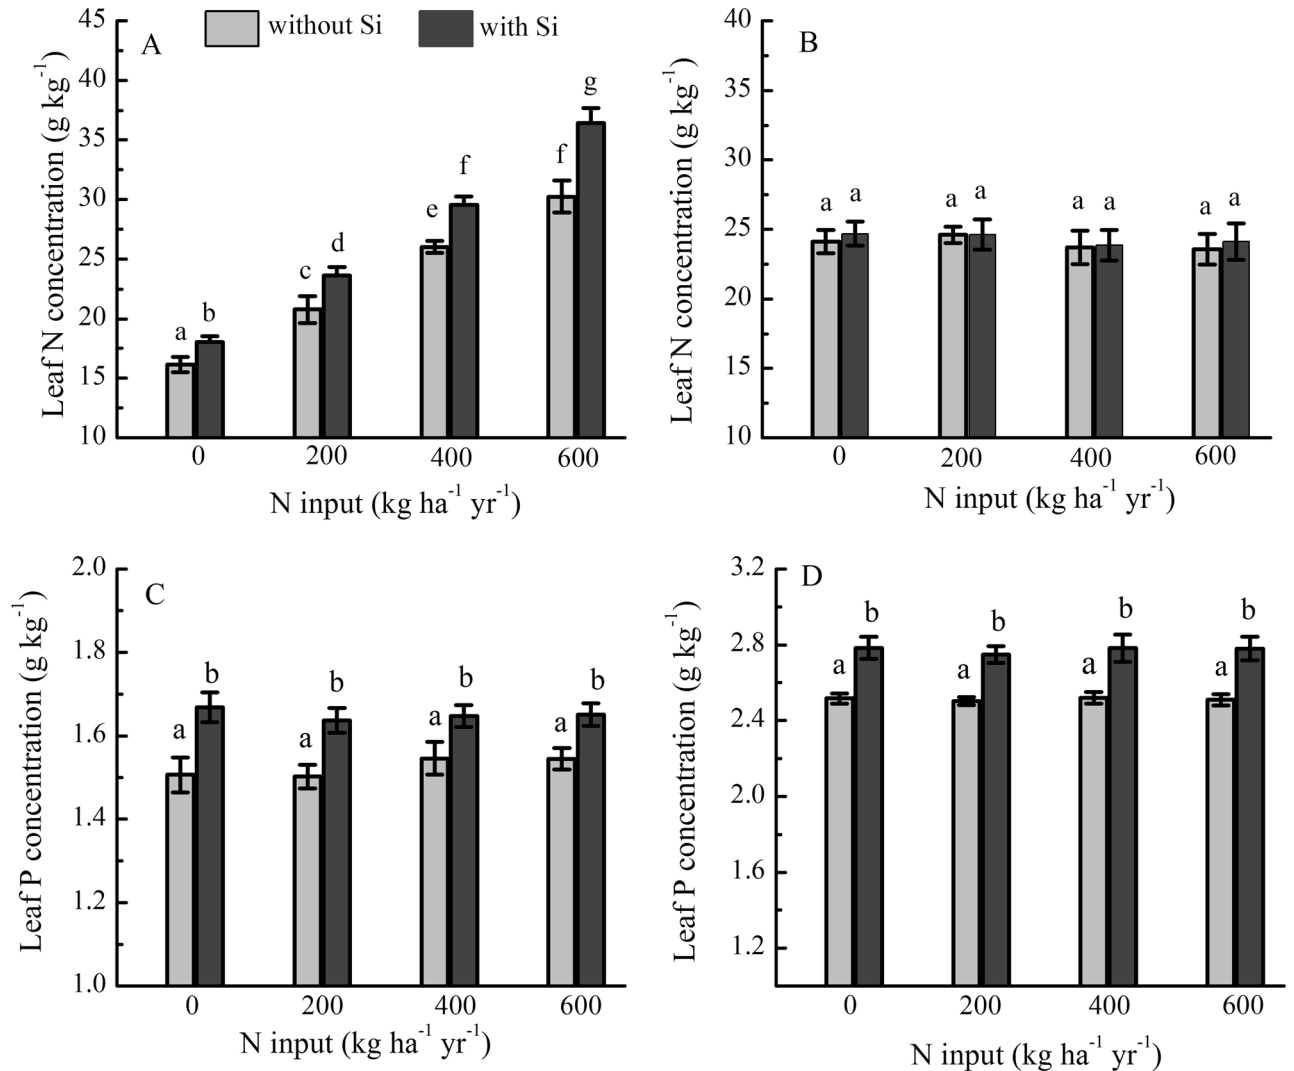 A
without Si
with Si
45
40
35
30
25
20
15
10
Leaf N concentration (g kg⁻¹)
a
b
c
d
e
f
f
g
0
200
400
600
N input (kg ha⁻¹ yr⁻¹)
B
40
35
30
25
20
15
10
Leaf N concentration (g kg⁻¹)
a
a
a
a
a
a
a
a
0
200
400
600
N input (kg ha⁻¹ yr⁻¹)
C
2.0
1.8
1.6
1.4
1.2
1.0
Leaf P concentration (g kg⁻¹)
a
b
a
b
a
b
a
b
0
200
400
600
N input (kg ha⁻¹ yr⁻¹)
D
3.2
2.8
2.4
2.0
1.6
1.2
Leaf P concentration (g kg⁻¹)
a
b
a
b
a
b
a
b
0
200
400
600
N input (kg ha⁻¹ yr⁻¹)